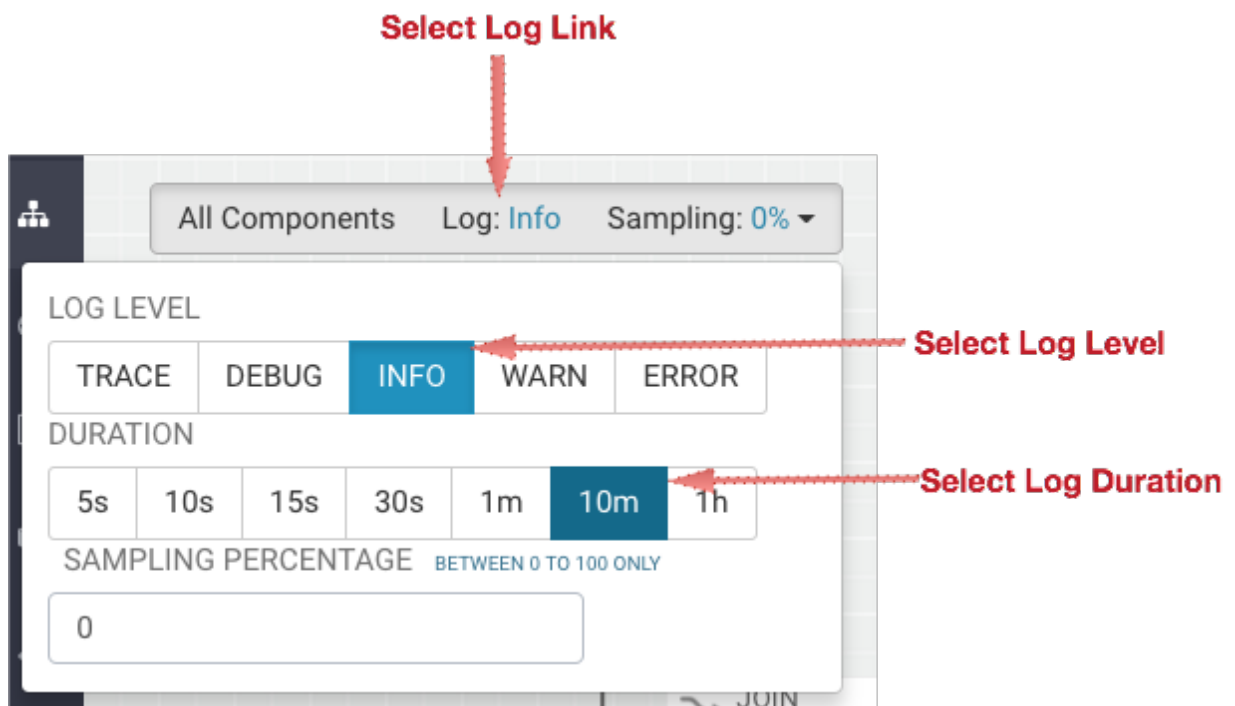 Select Log Link
All Components Log: Info Sampling: 0%
LOG LEVEL
TRACE DEBUG INFO WARN ERROR
Select Log Level
DURATION
5s 10s 15s 30s 1m 10m 1h
Select Log Duration
SAMPLING PERCENTAGE BETWEEN 0 TO 100 ONLY
0
JOIN